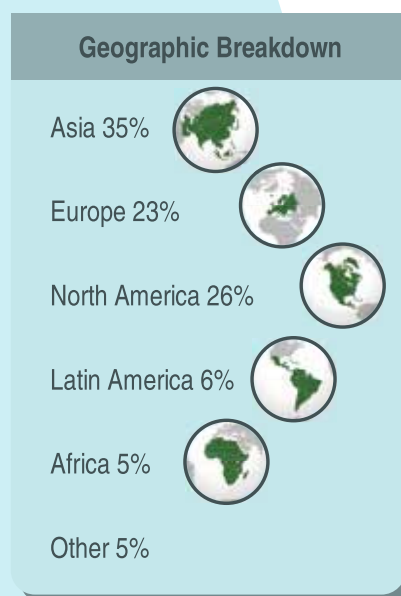 Geographic Breakdown
Asia 35%
Europe 23%
North America 26%
Latin America 6%
Africa 5%
Other 5%